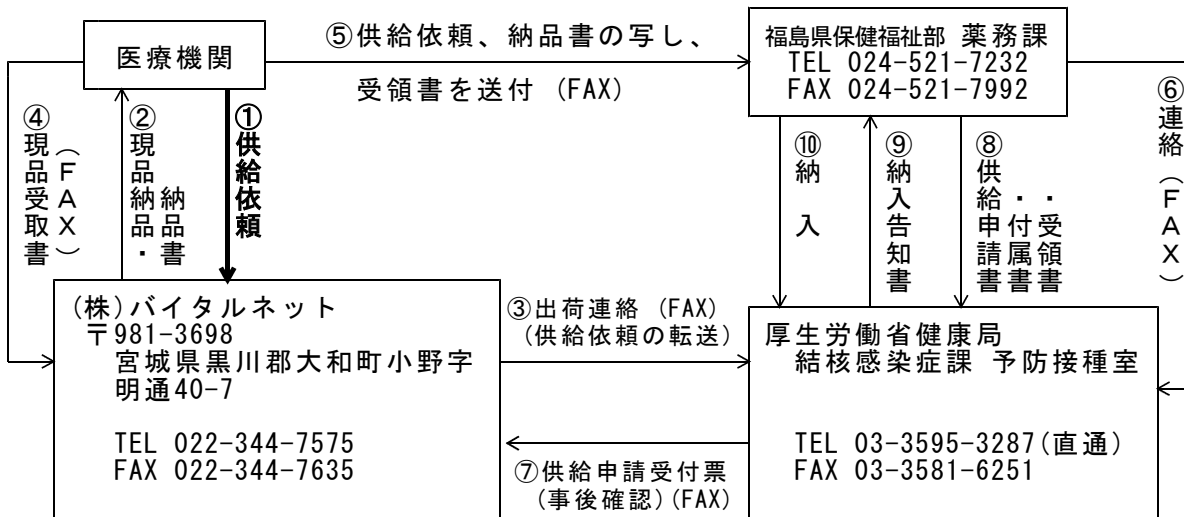 医療機関
⑤供給依頼、納品書の写し、
受領書を送付 (FAX)
福島県保健福祉部 薬務課
TEL 024-521-7232
FAX 024-521-7992
④現品受取書
(FAX)
②現品納品・
納品書
①供給依頼
⑩納 入
⑨納入告知書
⑧供給申請書
・付属書
・受領書
⑥連絡(FAX)
(株)バイタルネット
〒981-3698
宮城県黒川郡大和町小野字
明通40-7
TEL 022-344-7575
FAX 022-344-7635
③出荷連絡 (FAX)
(供給依頼の転送)
⑦供給申請受付票
(事後確認)(FAX)
厚生労働省健康局
結核感染症課 予防接種室
TEL 03-3595-3287(直通)
FAX 03-3581-6251